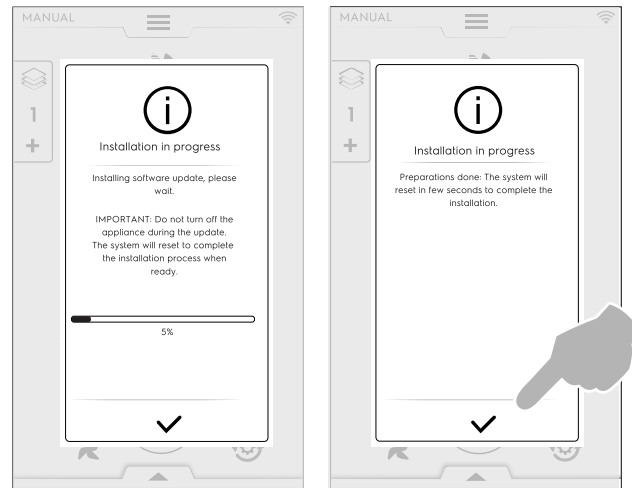 MANUAL
1
+
Installation in progress
Installing software update, please
wait.
IMPORTANT: Do not turn off the
appliance during the update.
The system will reset to complete
the installation process when
ready.
5%
MANUAL
1
+
Installation in progress
Preparations done: The system will
reset in few seconds to complete the
installation.